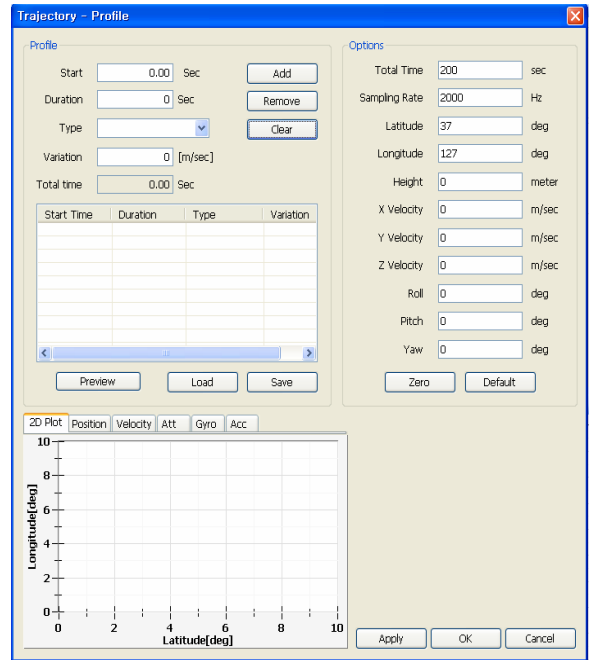 Trajectory - Profile
Profile
Start 0.00 Sec Add
Duration 0 Sec Remove
Type Clear
Variation 0 [m/sec]
Total time 0.00 Sec
Start Time Duration Type Variation
Preview Load Save
Options
Total Time 200 sec
Sampling Rate 2000 Hz
Latitude 37 deg
Longitude 127 deg
Height 0 meter
X Velocity 0 m/sec
Y Velocity 0 m/sec
Z Velocity 0 m/sec
Roll 0 deg
Pitch 0 deg
Yaw 0 deg
Zero Default
2D Plot Position Velocity Att Gyro Acc
Longitude[deg]
10
8
6
4
2
0
0 2 4 6 8 10
Latitude[deg]
Apply OK Cancel